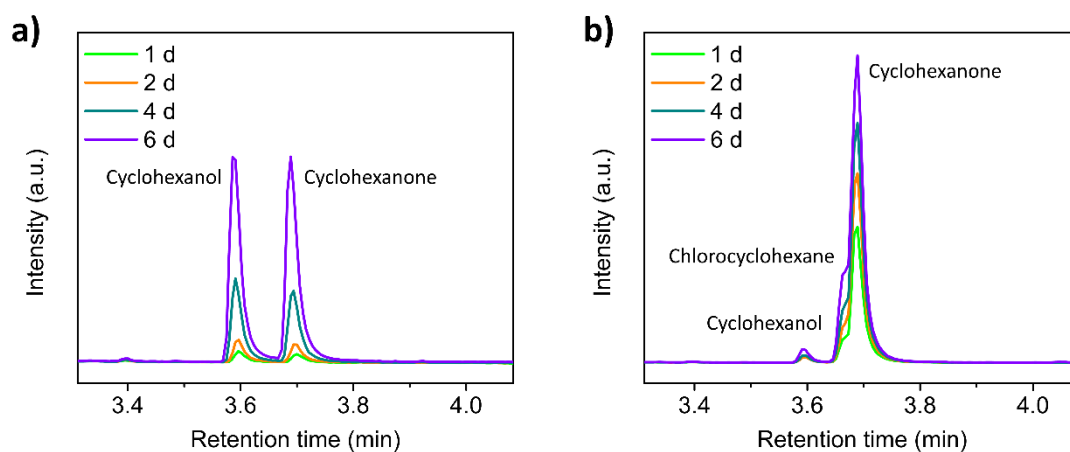 a)
1 d
2 d
4 d
6 d
Cyclohexanol
Cyclohexanone
Intensity (a.u.)
3.4
3.6
3.8
4.0
Retention time (min)
b)
1 d
2 d
4 d
6 d
Cyclohexanone
Chlorocyclohexane
Cyclohexanol
Intensity (a.u.)
3.4
3.6
3.8
4.0
Retention time (min)